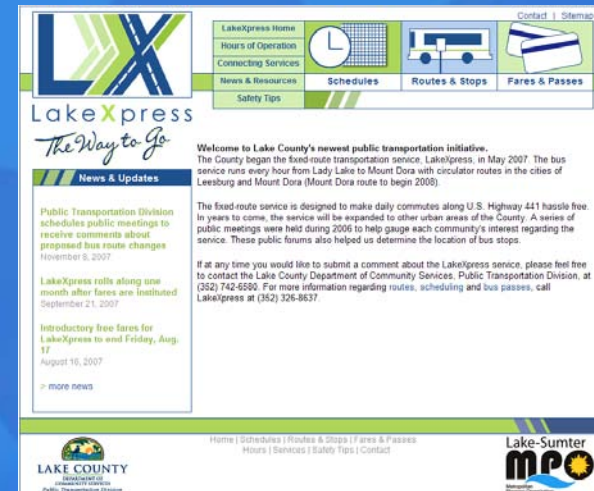 Contact | Sitemap
LakeXpress Home
Hours of Operation
Connecting Services
News & Resources
Safety Tips
Schedules
Routes & Stops
Fares & Passes
LX
LakeXpress
The Way to Go
News & Updates
Public Transportation Division
schedules public meetings to
receive comments about
proposed bus route changes
November 8, 2007
LakeXpress rolls along one
month after fares are instituted
September 21, 2007
Introductory free fares for
LakeXpress to end Friday, Aug.
17
August 16, 2007
> more news
Welcome to Lake County's newest public transportation initiative.
The County began the fixed-route transportation service, LakeXpress, in May 2007. The bus
service runs every hour from Lady Lake to Mount Dora with circulator routes in the cities of
Leesburg and Mount Dora (Mount Dora route to begin 2008).
The fixed-route service is designed to make daily commutes along U.S. Highway 441 hassle free.
In years to come, the service will be expanded to other urban areas of the County. A series of
public meetings were held during 2006 to help gauge each community's interest regarding the
service. These public forums also helped us determine the location of bus stops.
If at any time you would like to submit a comment about the LakeXpress service, please feel free
to contact the Lake County Department of Community Services, Public Transportation Division, at
(352) 742-6580. For more information regarding routes, scheduling and bus passes, call
LakeXpress at (352) 326-8637.
Home | Schedules | Routes & Stops | Fares & Passes
Hours | Services | Safety Tips | Contact
LAKE COUNTY
DEPARTMENT OF
COMMUNITY SERVICES
Public Transportation Division
Lake-Sumter
MPO
Metropolitan